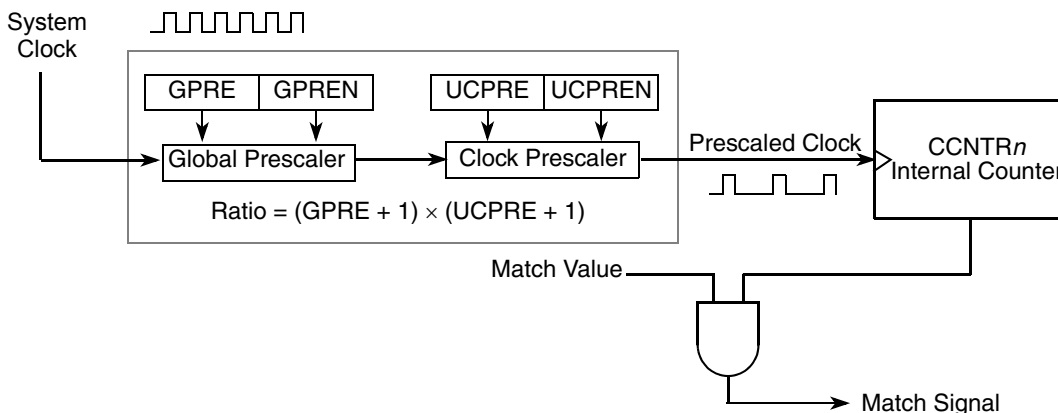 System
Clock
GPRE GPREN
UCPRE UCPREN
Global Prescaler
Clock Prescaler
Prescaled Clock
CCNTRn
Internal Counter
Ratio = (GPRE + 1) × (UCPRE + 1)
Match Value
Match Signal